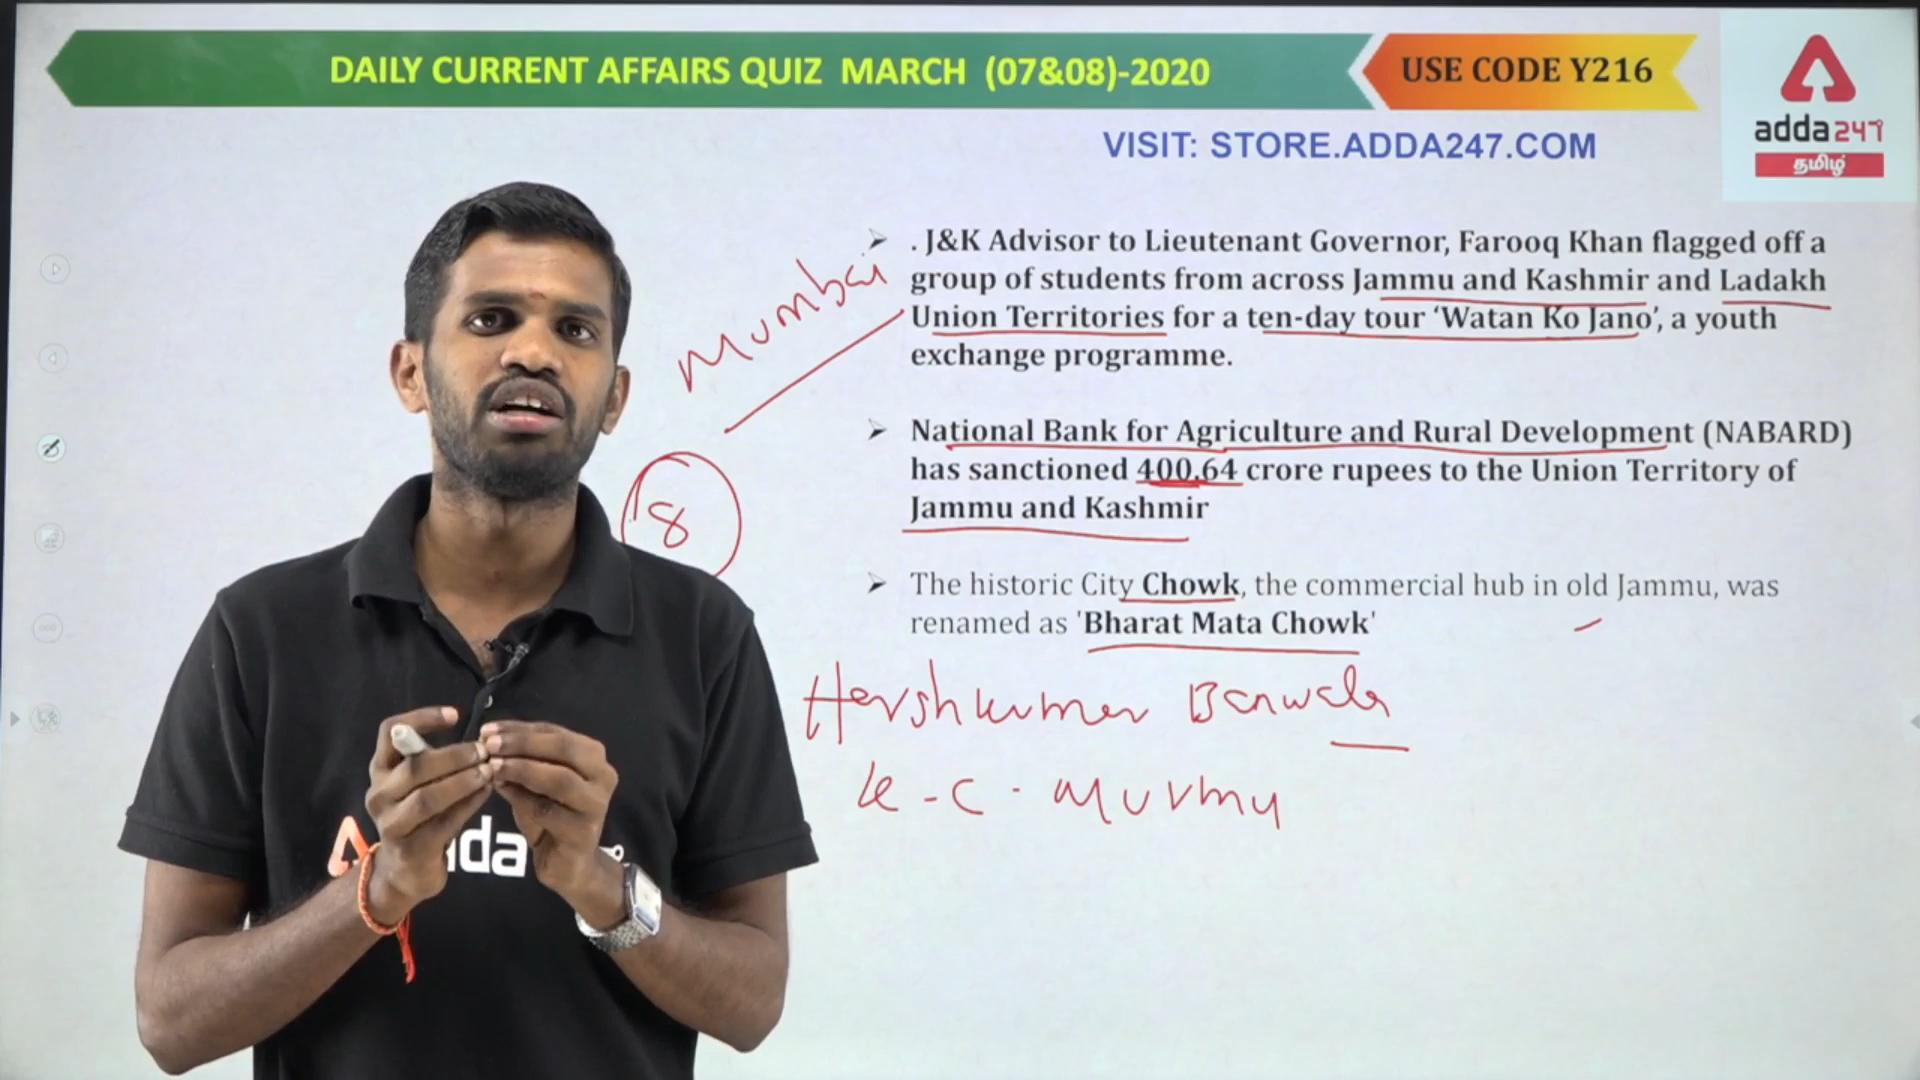 DAILY CURRENT AFFAIRS QUIZ MARCH (07&08)-2020
USE CODE Y216
adda247
தமிழ்
VISIT: STORE.ADDA247.COM
. J&K Advisor to Lieutenant Governor, Farooq Khan flagged off a
group of students from across Jammu and Kashmir and Ladakh
Union Territories for a ten-day tour ‘Watan Ko Jano’, a youth
exchange programme.
Mumbai
National Bank for Agriculture and Rural Development (NABARD)
has sanctioned 400.64 crore rupees to the Union Territory of
Jammu and Kashmir
8
The historic City Chowk, the commercial hub in old Jammu, was
renamed as 'Bharat Mata Chowk'
Harshkumar Banwala
G.C. Murmu
da